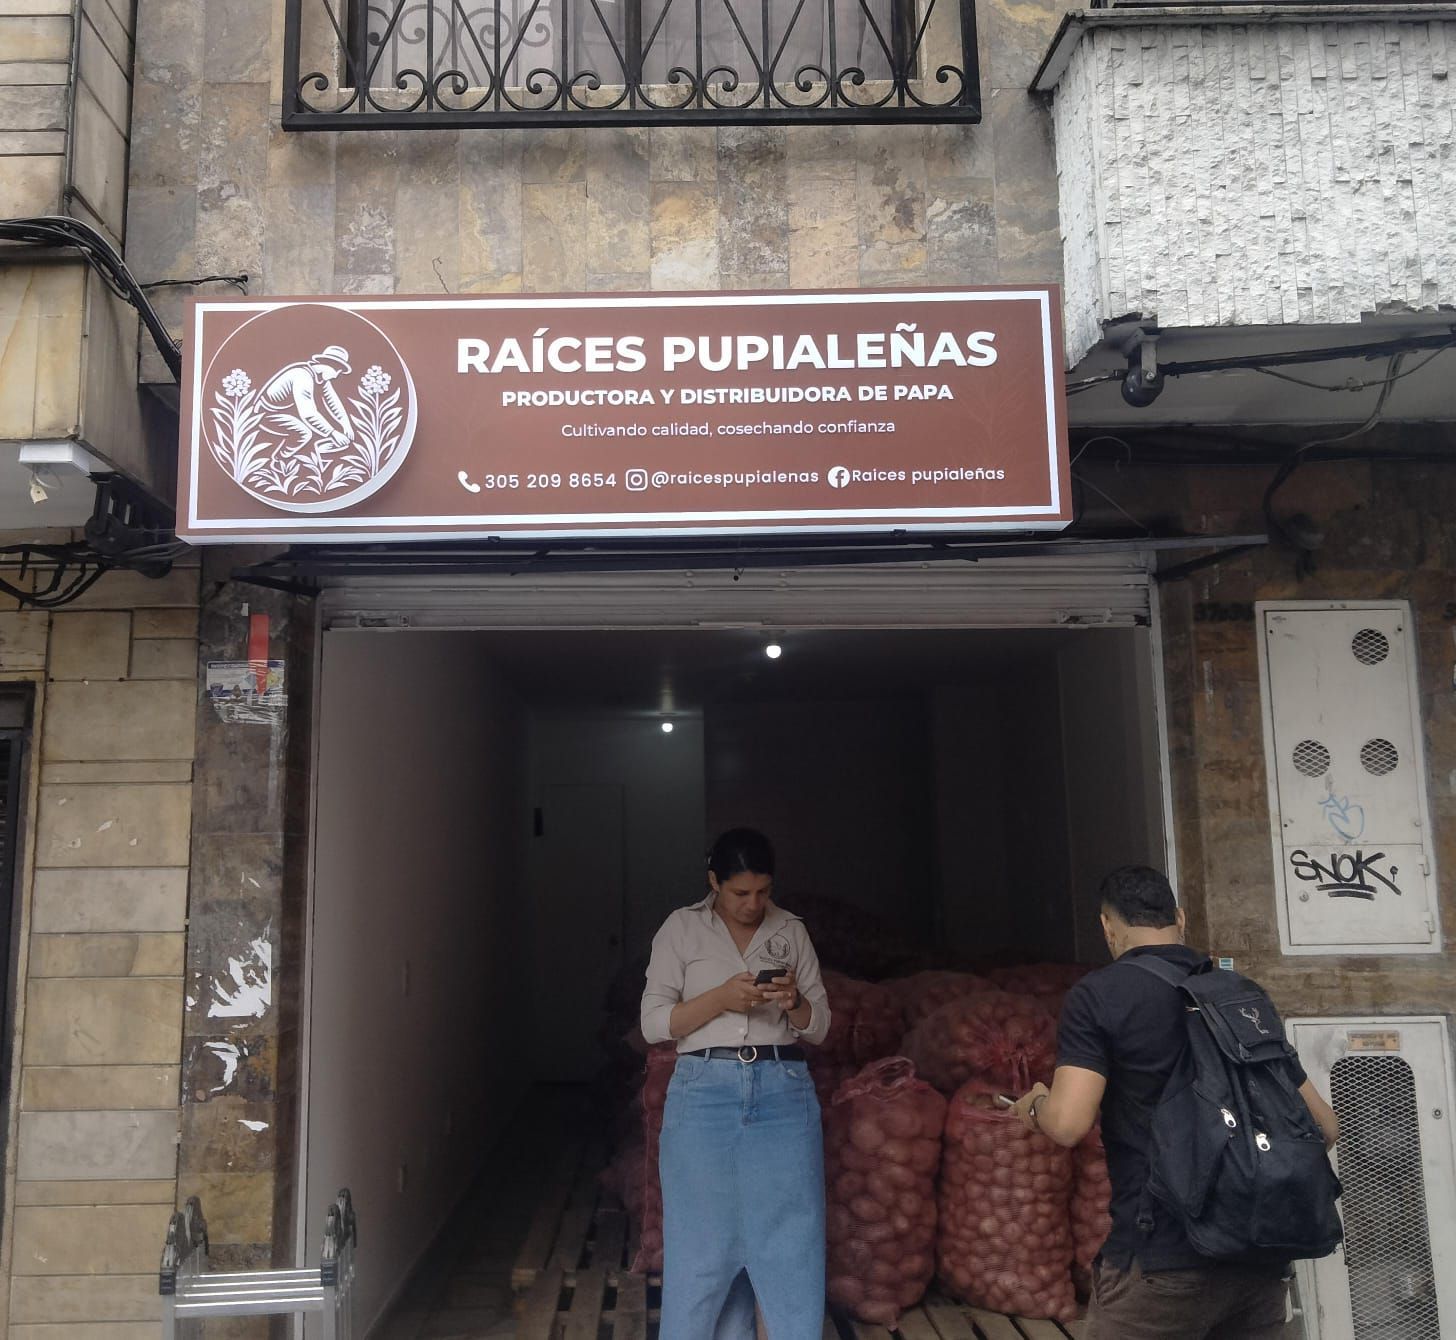 RAÍCES PUPIALEÑAS
PRODUCTORA Y DISTRIBUIDORA DE PAPA
Cultivando calidad, cosechando confianza
305 209 8654 @raicespupialenas Raices pupialeñas
SNOK.